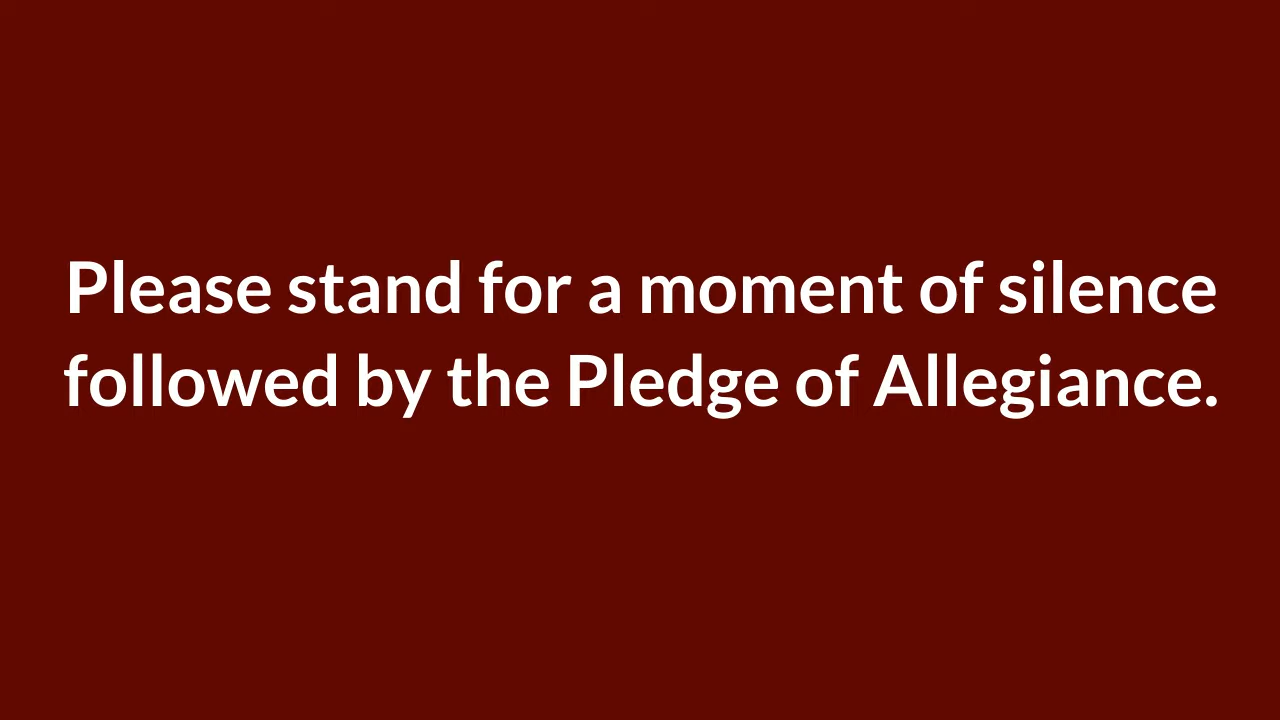 Please stand for a moment of silence
followed by the Pledge of Allegiance.